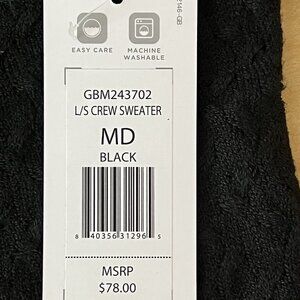 EASY CARE
MACHINE
WASHABLE
GBM243702
L/S CREW SWEATER
MD
BLACK
8 40356 31296 5
MSRP
$78.00